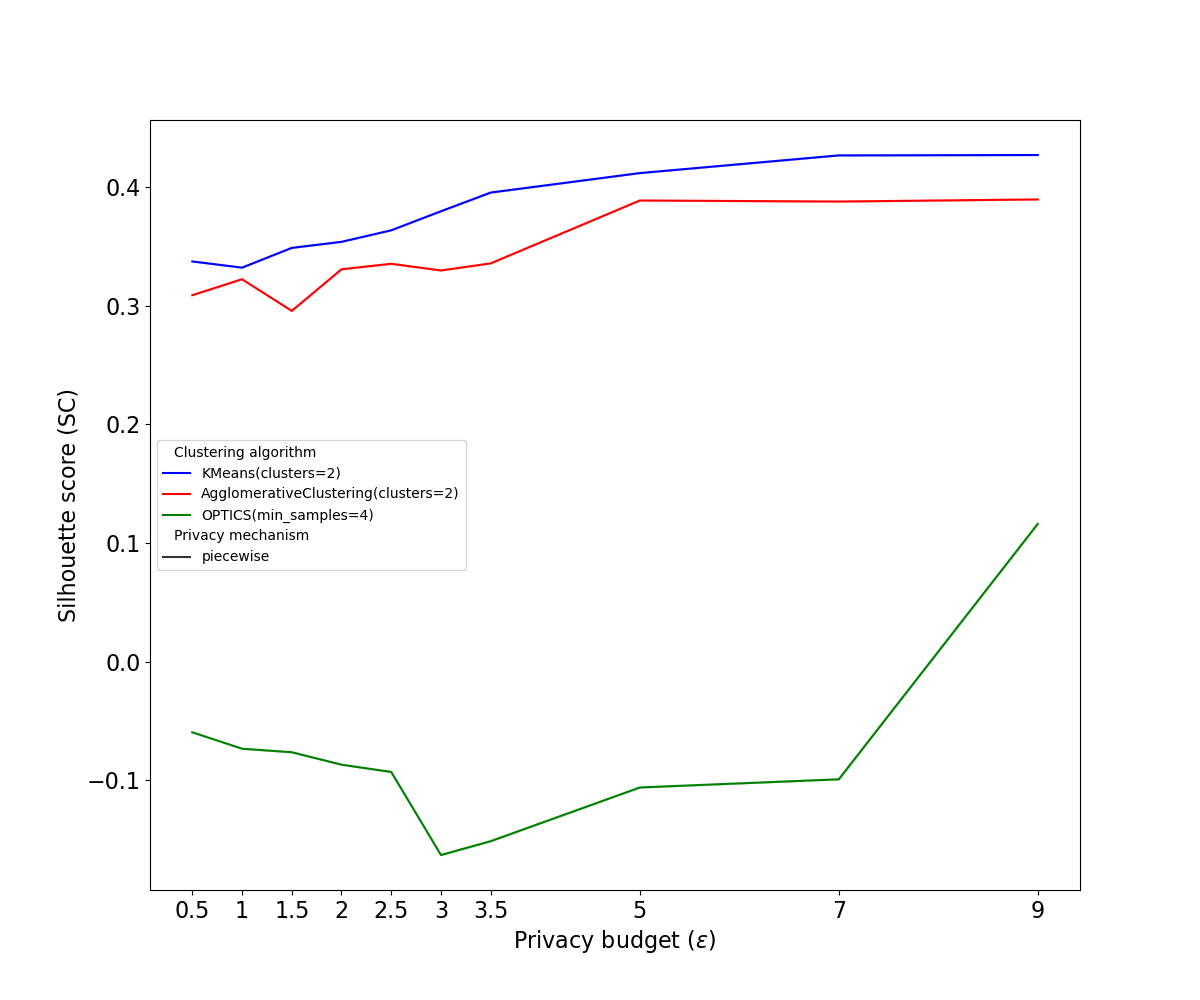 0.4
0.3
0.2
0.1
0.0
−0.1
Silhouette score (SC)
Clustering algorithm
KMeans(clusters=2)
AgglomerativeClustering(clusters=2)
OPTICS(min_samples=4)
Privacy mechanism
piecewise
0.5 1 1.5 2 2.5 3 3.5 5 7 9
Privacy budget (ε)